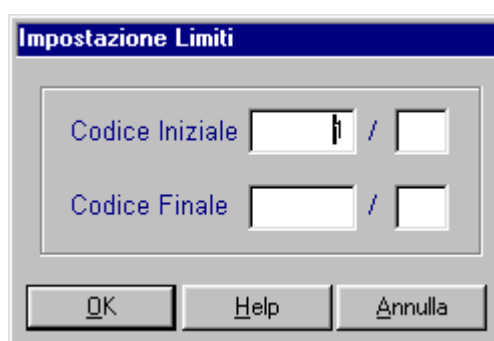 Impostazione Limiti
Codice Iniziale 1 /
Codice Finale /
OK Help Annulla